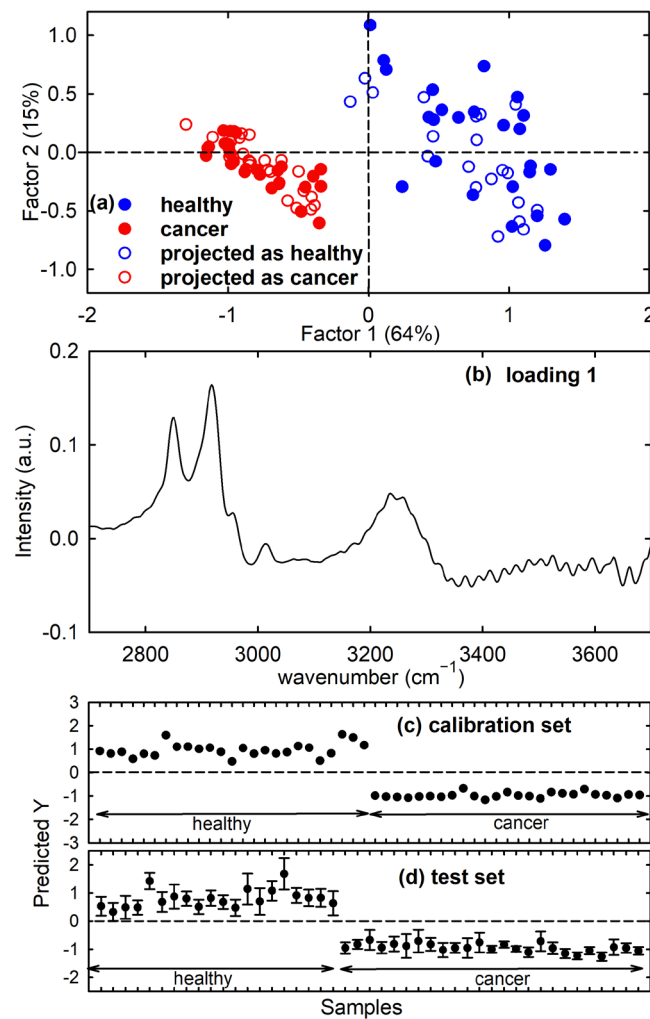 1.0
0.5
0.0
-0.5
-1.0
Factor 2 (15%)
(a)
healthy
cancer
projected as healthy
projected as cancer
-2 -1 0 1 2
Factor 1 (64%)
0.2
0.1
0.0
-0.1
Intensity (a.u.)
(b) loading 1
2800 3000 3200 3400 3600
wavenumber (cm⁻¹)
3
2
1
0
-1
-2
-3
(c) calibration set
healthy cancer
Predicted Y
2
1
0
-1
-2
(d) test set
healthy cancer
Samples